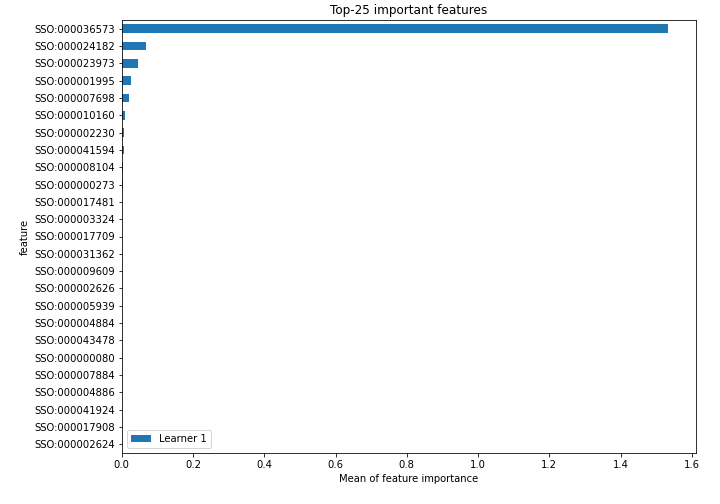 Top-25 important features
SSO:000036573
SSO:000024182
SSO:000023973
SSO:000001995
SSO:000007698
SSO:000010160
SSO:000002230
SSO:000041594
SSO:000008104
SSO:000000273
SSO:000017481
SSO:000003324
SSO:000017709
SSO:000031362
SSO:000009609
SSO:000002626
SSO:000005939
SSO:000004884
SSO:000043478
SSO:000000080
SSO:000007884
SSO:000004886
SSO:000041924
SSO:000017908
SSO:000002624
feature
Learner 1
0.0 0.2 0.4 0.6 0.8 1.0 1.2 1.4 1.6
Mean of feature importance